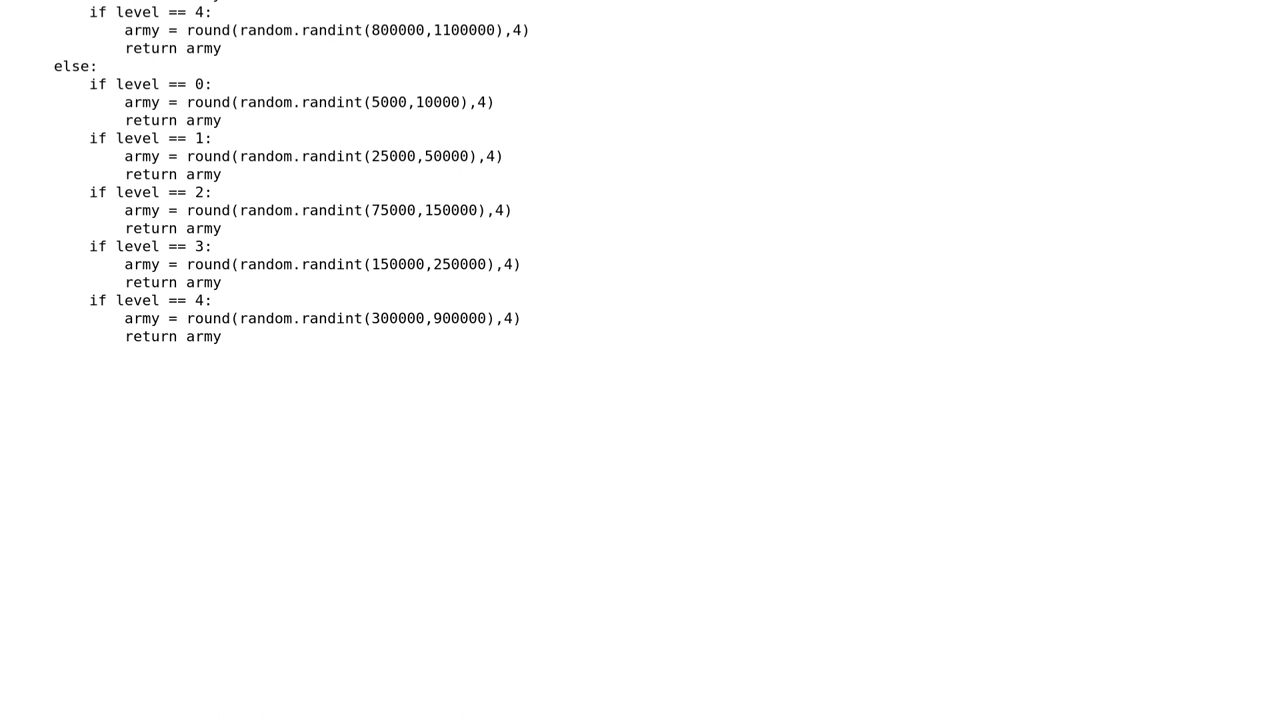 if level == 4:
army = round(random.randint(800000,1100000),4)
return army
else:
if level == 0:
army = round(random.randint(5000,10000),4)
return army
if level == 1:
army = round(random.randint(25000,50000),4)
return army
if level == 2:
army = round(random.randint(75000,150000),4)
return army
if level == 3:
army = round(random.randint(150000,250000),4)
return army
if level == 4:
army = round(random.randint(300000,900000),4)
return army